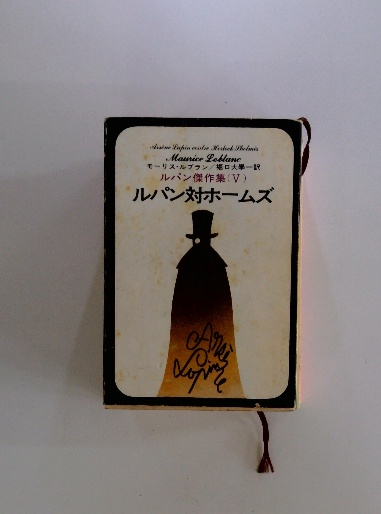 Arsène Lupin contre Herlock Sholmès
Maurice Leblanc
モーリス・ルブラン／堀口大學一訳
ルパン傑作集(V)
ルパン対ホームズ
Arsène
Lupin